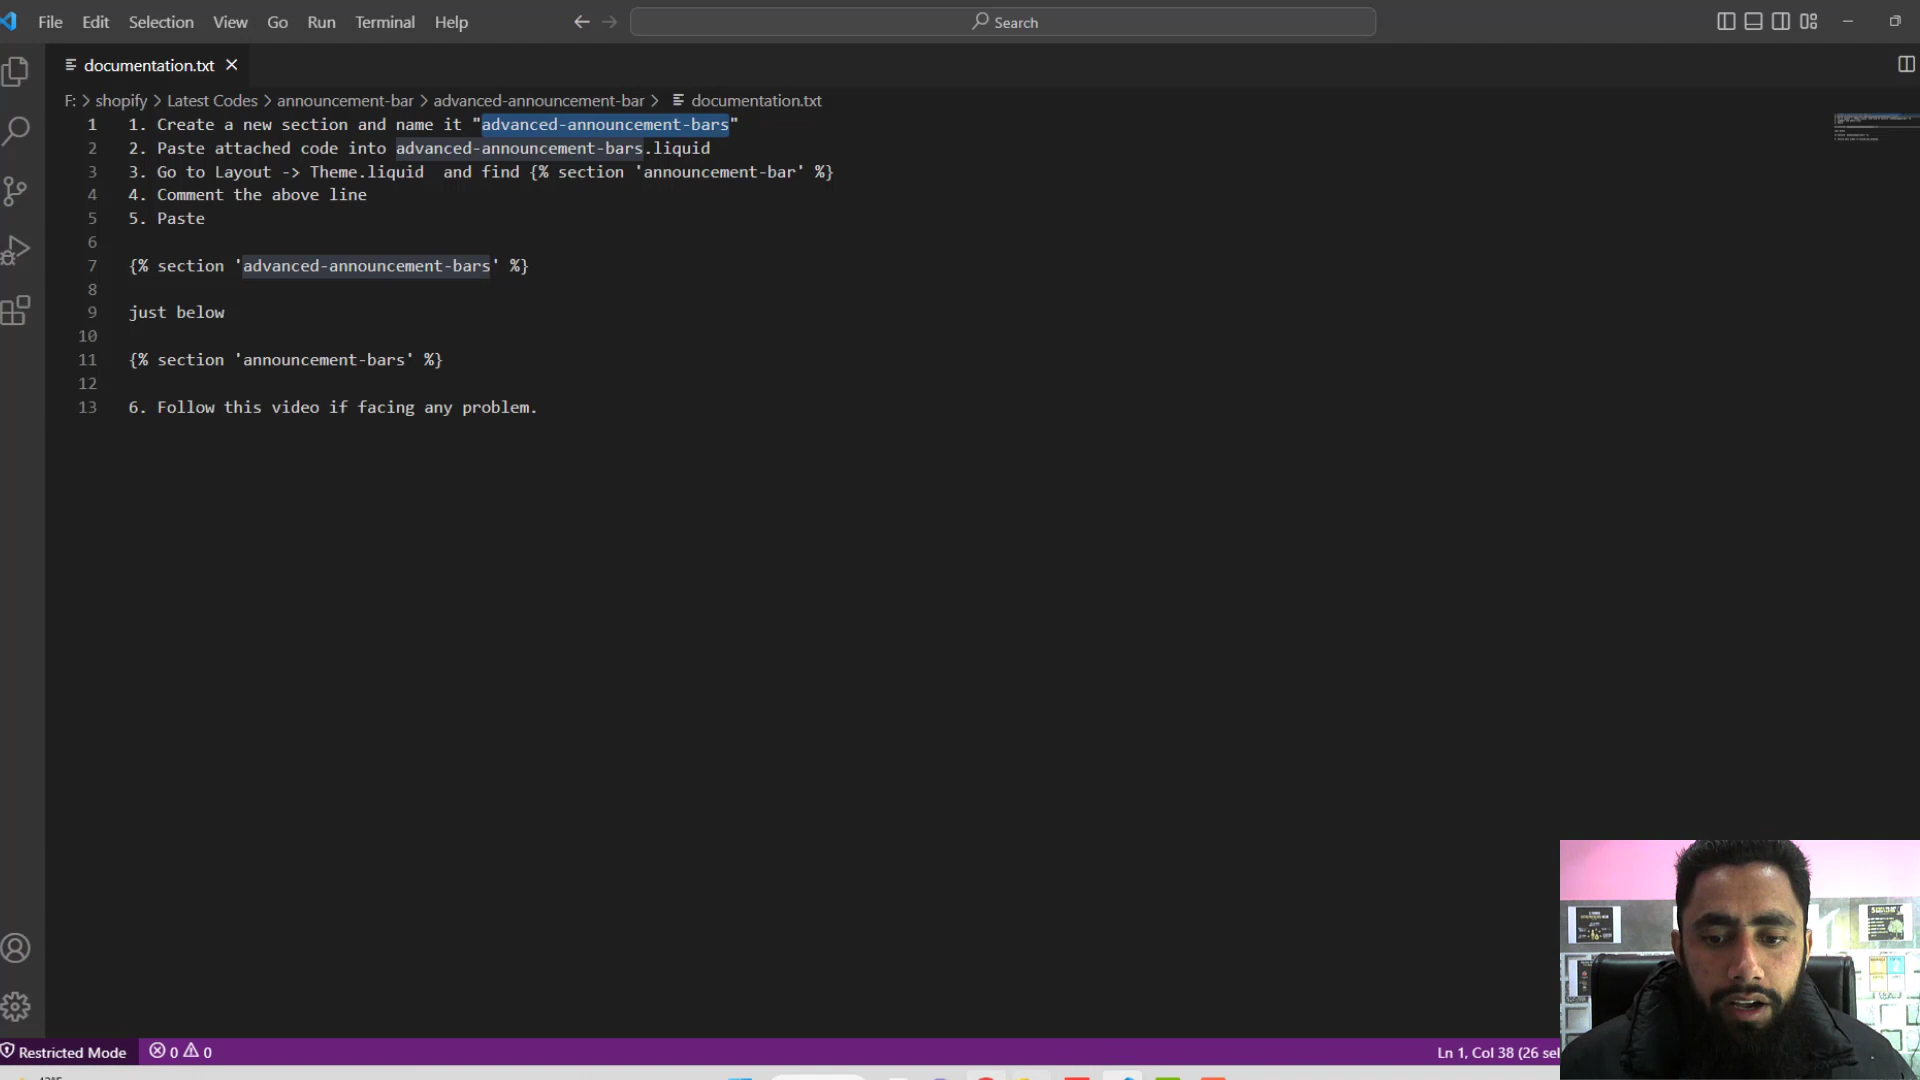 File Edit Selection View Go Run Terminal Help
Search
documentation.txt
F: > shopify > Latest Codes > announcement-bar > advanced-announcement-bar > documentation.txt
1 1. Create a new section and name it "advanced-announcement-bars"
2 2. Paste attached code into advanced-announcement-bars.liquid
3 3. Go to Layout -> Theme.liquid  and find {% section 'announcement-bar' %}
4 4. Comment the above line
5 5. Paste
6
7 {% section 'advanced-announcement-bars' %}
8
9 just below
10
11 {% section 'announcement-bars' %}
12
13 6. Follow this video if facing any problem.
Restricted Mode 0 0
Ln 1, Col 38 (26 sel